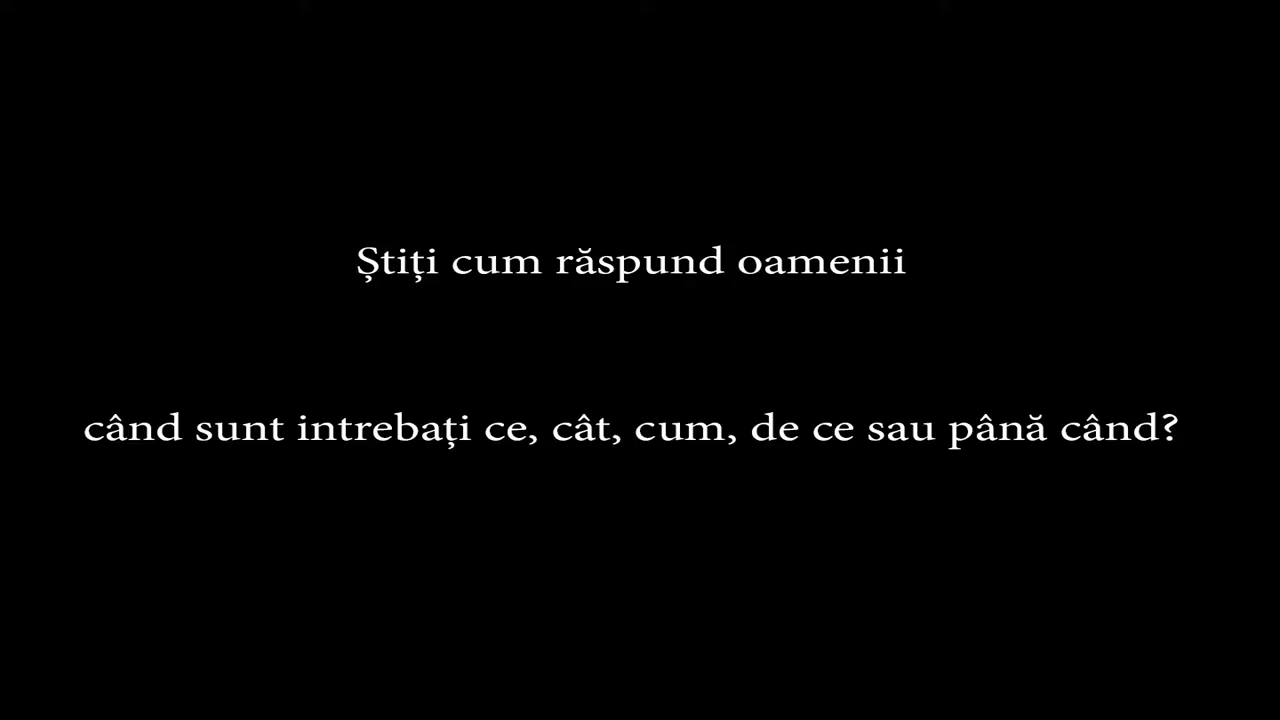 Știți cum răspund oamenii
când sunt intrebați ce, cât, cum, de ce sau până când?